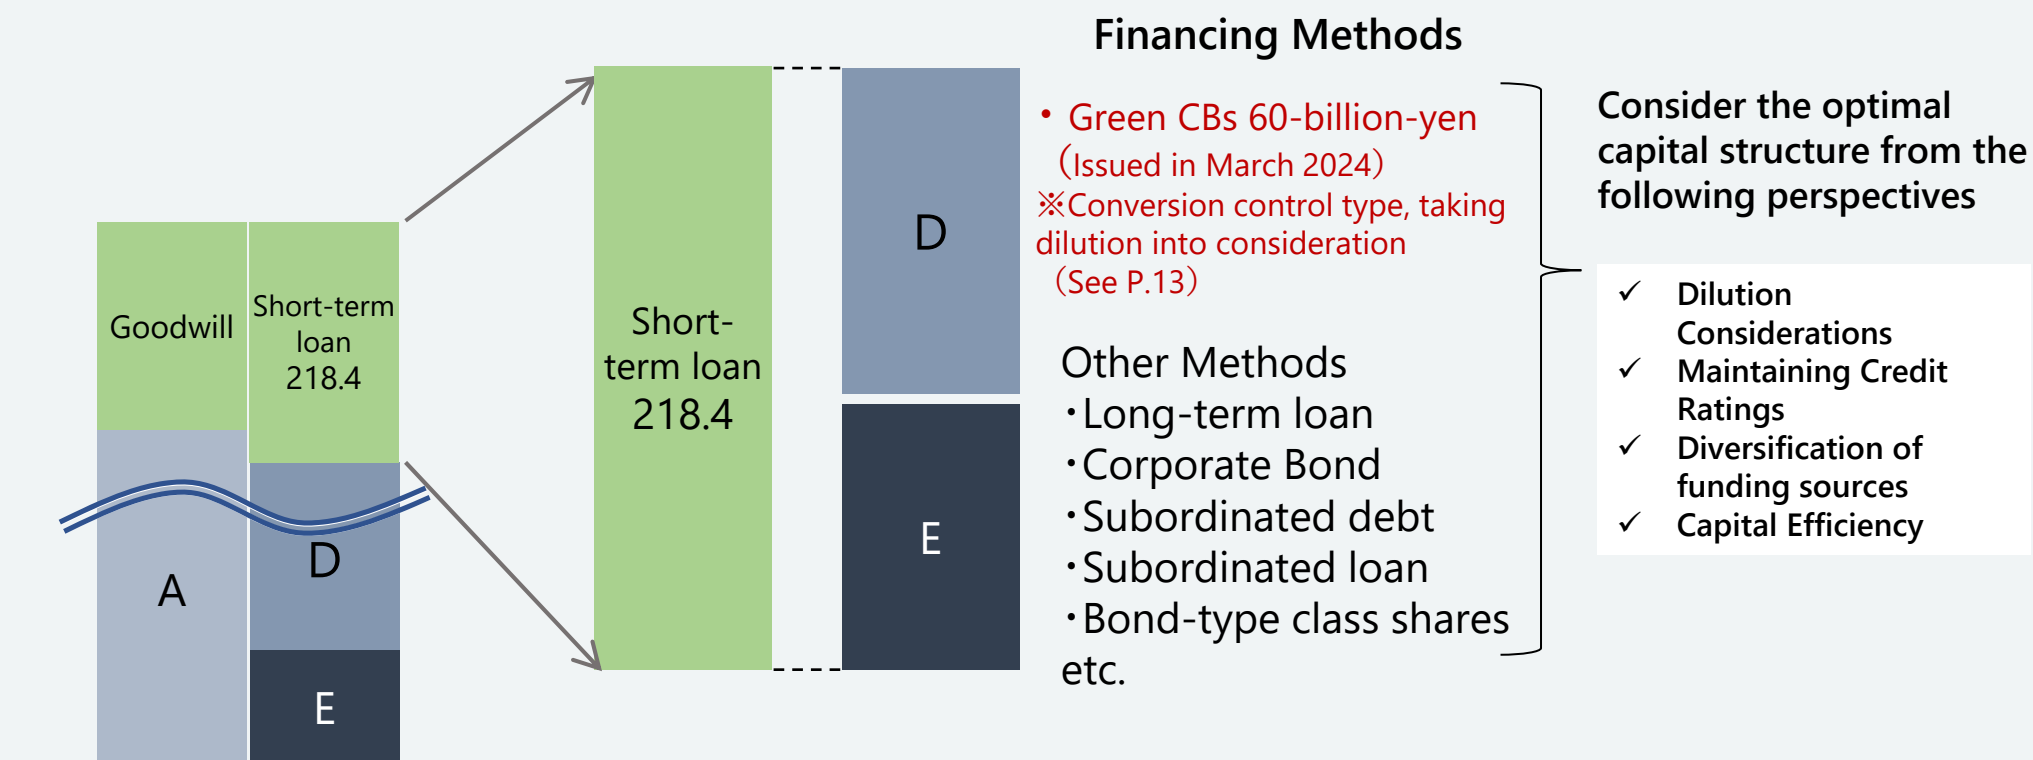 Financing Methods
Goodwill
Short-term
loan
218.4
A
D
E
Short-
term loan
218.4
D
E
• Green CBs 60-billion-yen
（Issued in March 2024）
※Conversion control type, taking
dilution into consideration
（See P.13）
Other Methods
・Long-term loan
・Corporate Bond
・Subordinated debt
・Subordinated loan
・Bond-type class shares
etc.
Consider the optimal
capital structure from the
following perspectives
✓ Dilution
Considerations
✓ Maintaining Credit
Ratings
✓ Diversification of
funding sources
✓ Capital Efficiency